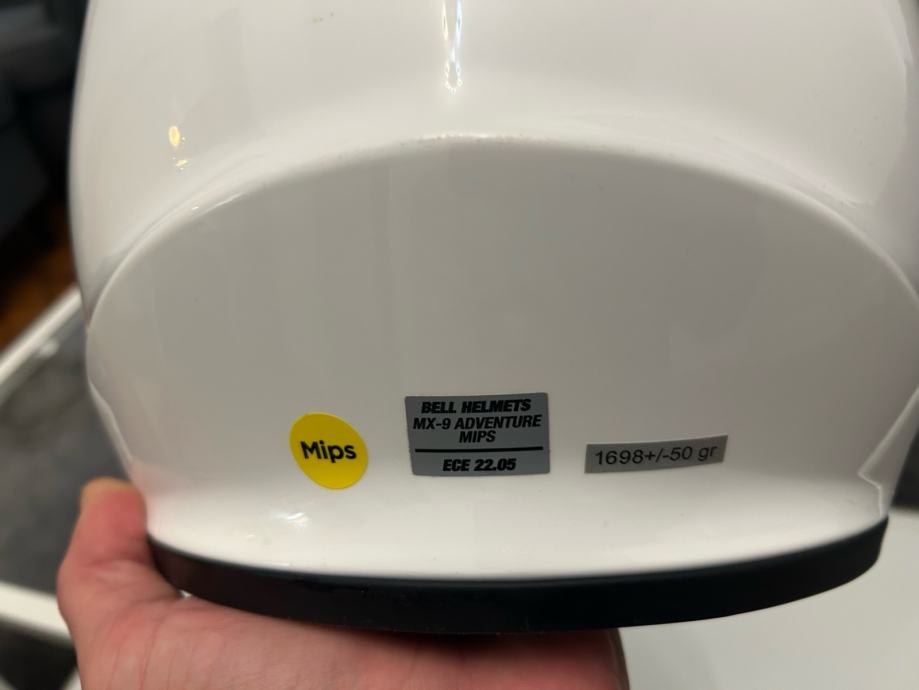 Mips
BELL HELMETS
MX-9 ADVENTURE
MIPS
ECE 22.05
1698+/-50 gr